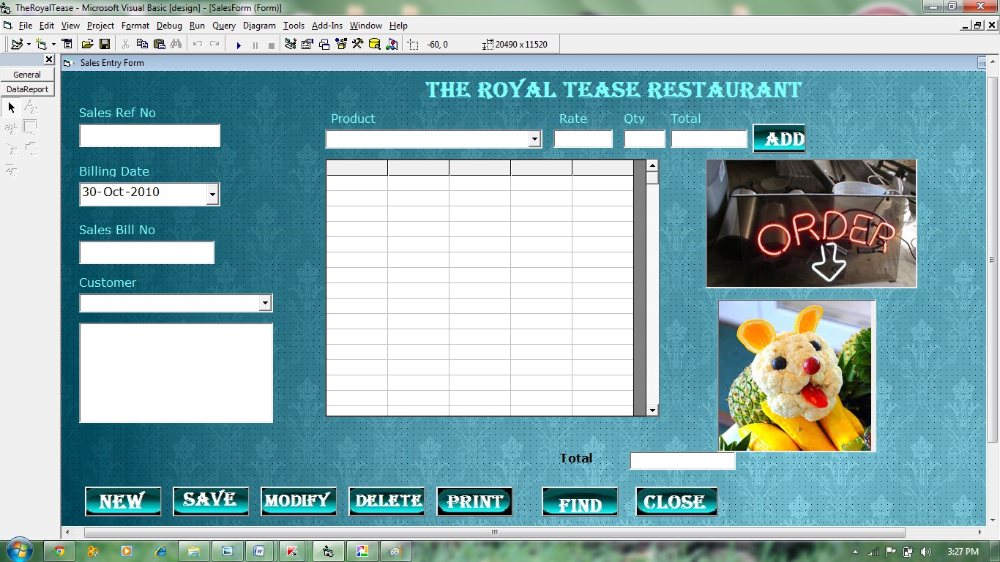 TheRoyalTease - Microsoft Visual Basic [design] - [SalesForm (Form)]
File Edit View Project Format Debug Run Query Diagram Tools Add-Ins Window Help
-60, 0 20490 x 11520
General
DataReport
Sales Entry Form
THE ROYAL TEASE RESTAURANT
Sales Ref No
Product Rate Qty Total
ADD
Billing Date
30-Oct-2010
Sales Bill No
Customer
ORDER
Total
NEW SAVE MODIFY DELETE PRINT FIND CLOSE
3:27 PM